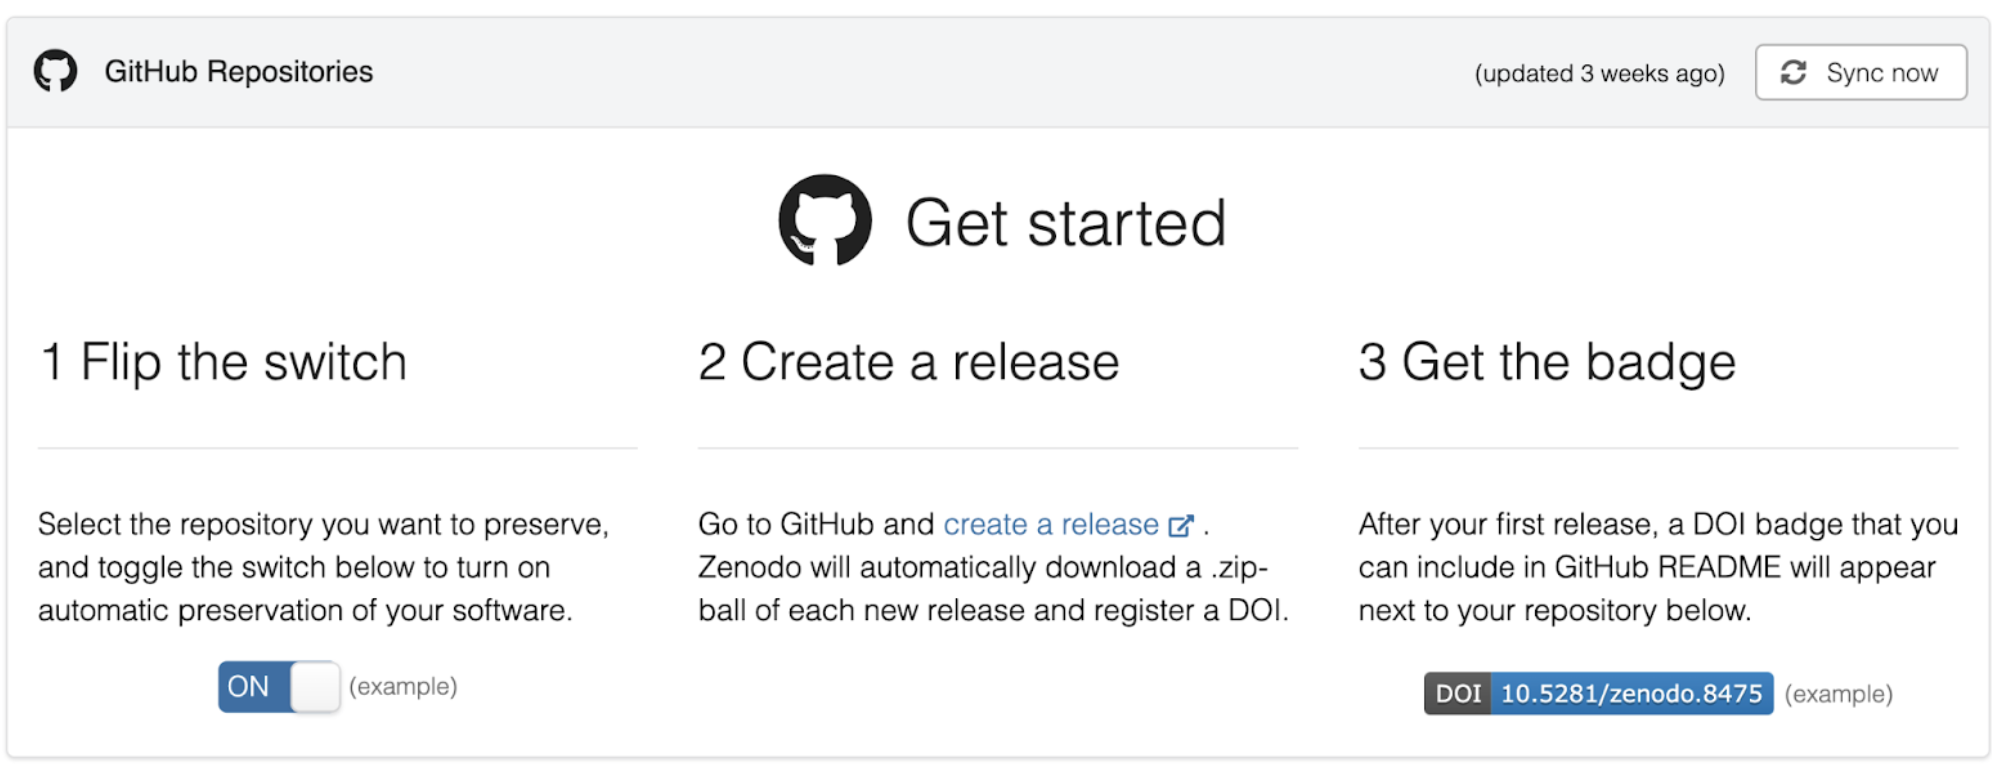 GitHub Repositories
(updated 3 weeks ago)
Sync now
Get started
1 Flip the switch
Select the repository you want to preserve,
and toggle the switch below to turn on
automatic preservation of your software.
ON
(example)
2 Create a release
Go to GitHub and create a release .
Zenodo will automatically download a .zip-
ball of each new release and register a DOI.
3 Get the badge
After your first release, a DOI badge that you
can include in GitHub README will appear
next to your repository below.
DOI 10.5281/zenodo.8475 (example)